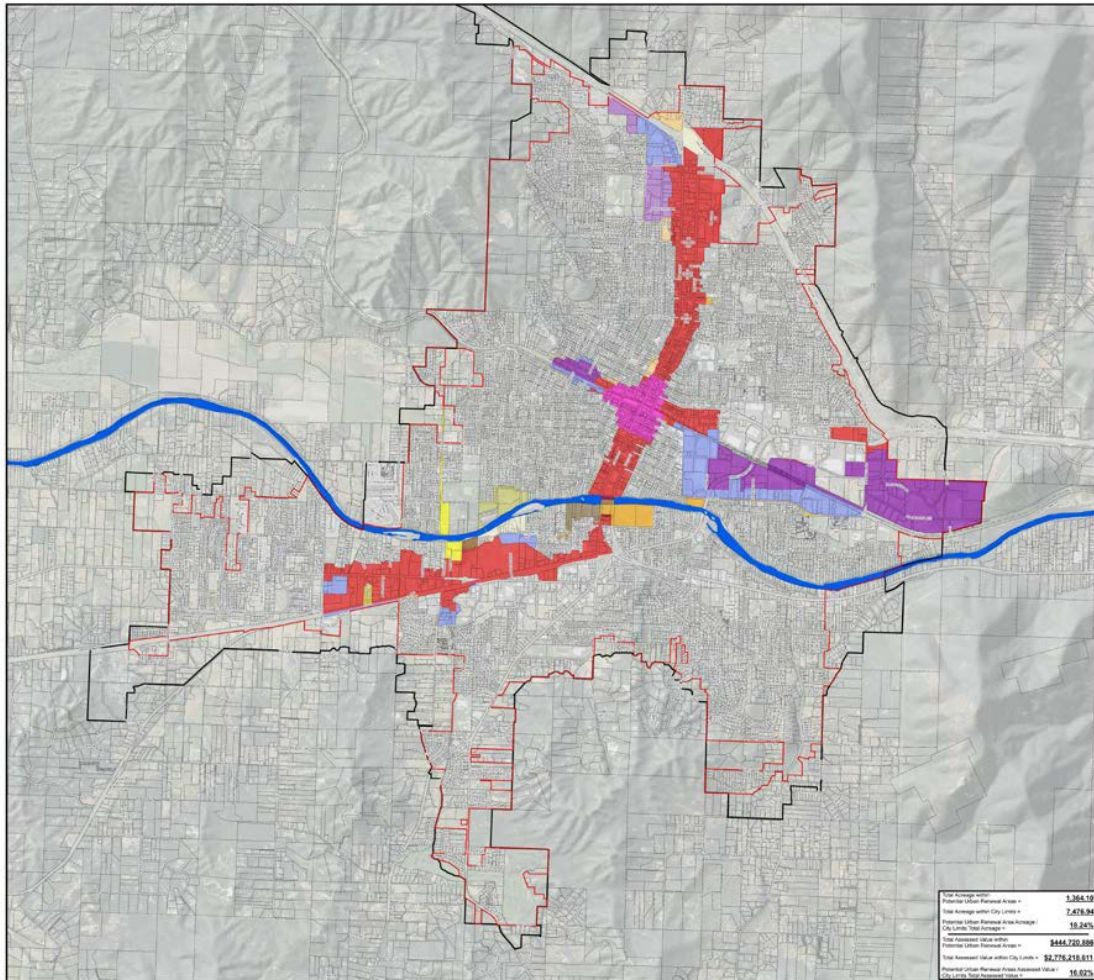 Total Acreage within
Potential Urban Renewal Areas = 1,364.10
Total Acreage within City Limits = 7,476.94
Potential Urban Renewal Area Acreage /
City Limits Total Acreage = 18.24%
Total Assessed Value within
Potential Urban Renewal Areas = $444,720,886
Total Assessed Value within City Limits = $2,776,218,611
Potential Urban Renewal Areas Assessed Value /
City Limits Total Assessed Value = 16.02%